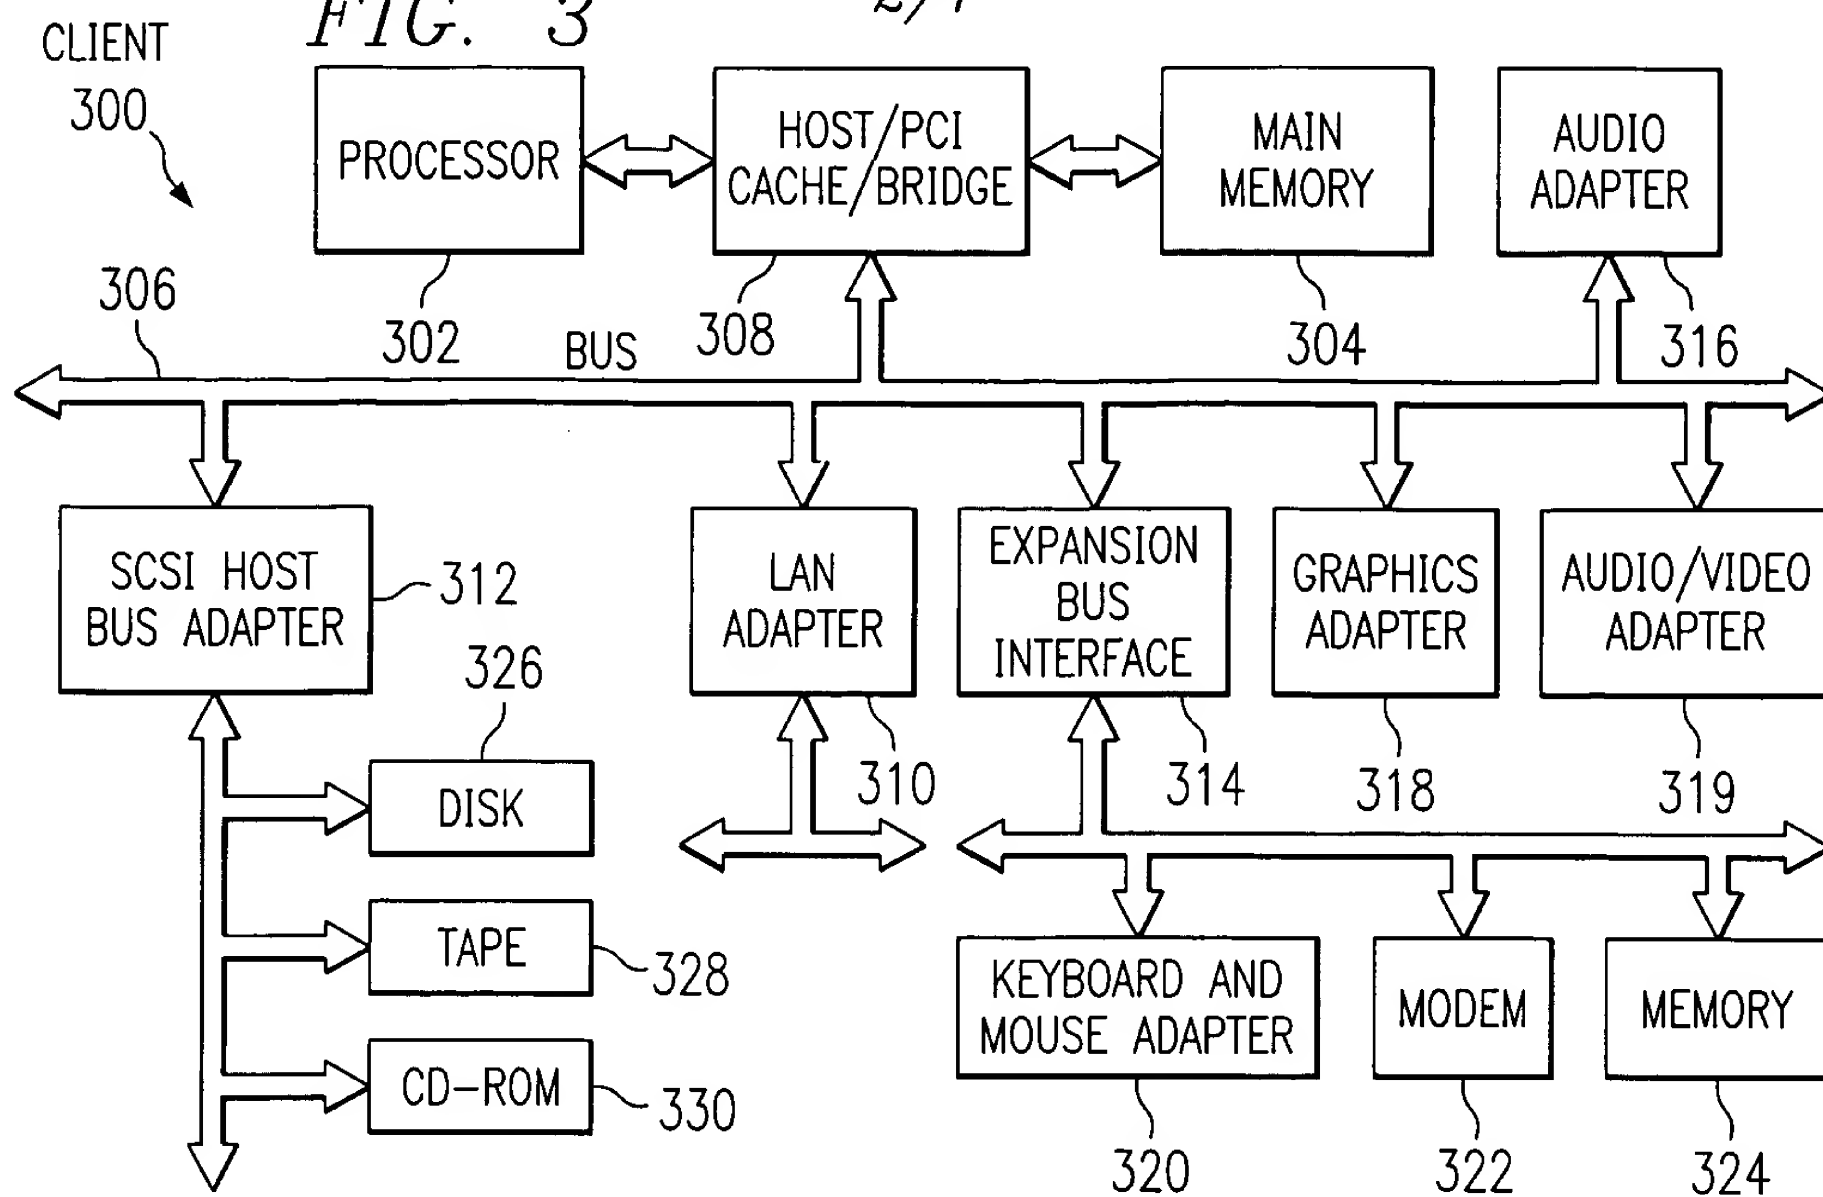 FIG. 3
CLIENT
300
PROCESSOR
HOST/PCI
CACHE/BRIDGE
MAIN
MEMORY
AUDIO
ADAPTER
306
302
BUS
308
304
316
SCSI HOST
BUS ADAPTER
312
LAN
ADAPTER
EXPANSION
BUS
INTERFACE
GRAPHICS
ADAPTER
AUDIO/VIDEO
ADAPTER
326
310
314
318
319
DISK
TAPE
328
CD-ROM
330
KEYBOARD AND
MOUSE ADAPTER
MODEM
MEMORY
320
322
324